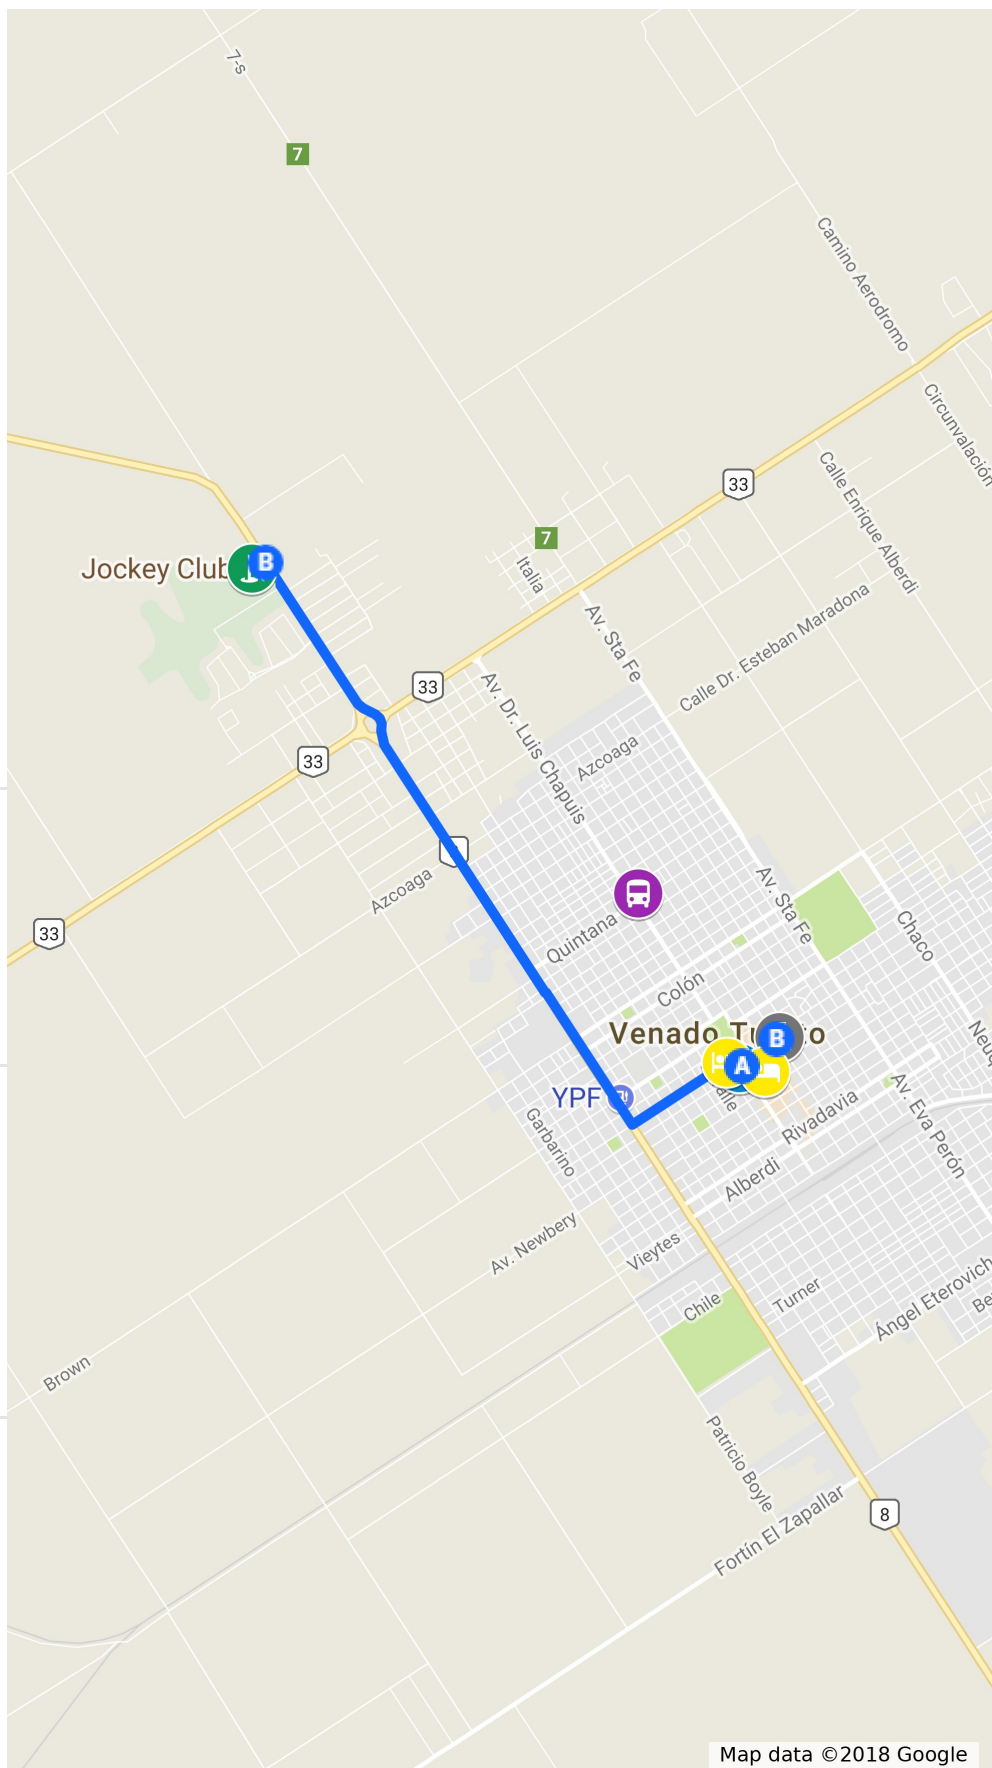 7-s
7
Camino Aerodromo
Circunvalación
33
Calle Enrique Alberdi
7
Italia
Jockey Club
B
Av. Sta Fe
Calle Dr. Esteban Maradona
33
Av. Dr. Luis Chapuis
33
Azcoaga
Azcoaga
Av. Sta Fe
33
Quintana
Chaco
Colón
Venado Tu
o
B
A
YPF
Rivadavia
Av. Eva Perón
Garbarino
Alberdi
Av. Newbery
Vieytes
Turner
Chile
Ángel Eterovich
Brown
Patricio Boyle
8
Fortín El Zapallar
Map data ©2018 Google